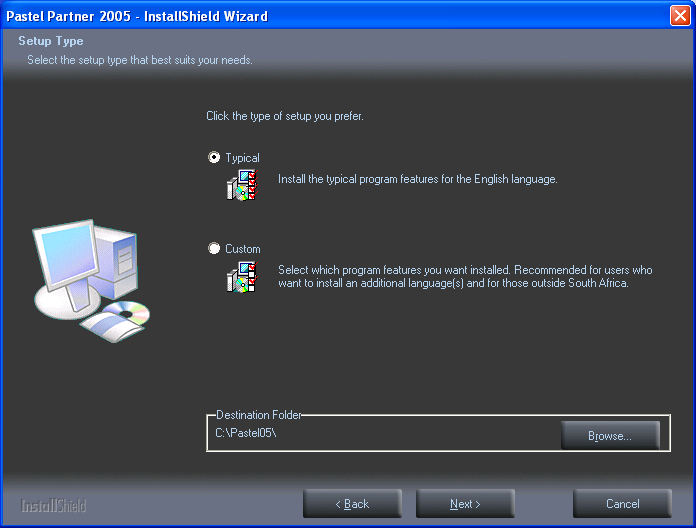 Pastel Partner 2005 - InstallShield Wizard
Setup Type
Select the setup type that best suits your needs.
Click the type of setup you prefer.
Typical
Install the typical program features for the English language.
Custom
Select which program features you want installed. Recommended for users who
want to install an additional language(s) and for those outside South Africa.
Destination Folder
C:\Pastel05\
Browse...
InstallShield
< Back
Next >
Cancel